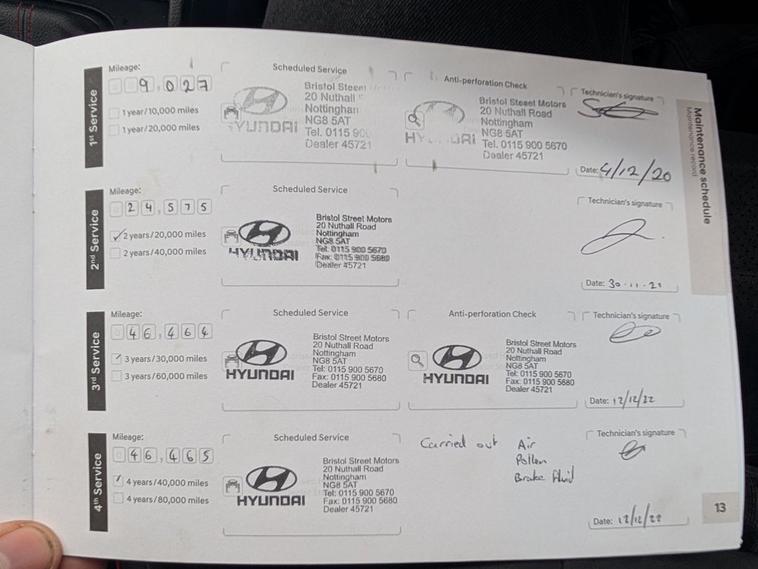 Maintenance schedule
Maintenance record
1st Service
Mileage:
9,027
1 year/10,000 miles
1 year/20,000 miles
Scheduled Service
HYUNDAI
Bristol Street
20 Nuthall
Nottingham
NG8 5AT
Tel. 0115 900
Dealer 45721
Anti-perforation Check
Bristol Street Motors
20 Nuthall Road
Nottingham
NG8 5AT
Tel. 0115 900 5670
Dealer 45721
Technician's signature
Date: 4/12/20
2nd Service
Mileage:
24,575
2 years/20,000 miles
2 years/40,000 miles
Scheduled Service
HYUNDAI
Bristol Street Motors
20 Nuthall Road
Nottingham
NG8 5AT
Tel: 0115 900 5670
Fax: 0115 900 5680
Dealer 45721
Technician's signature
Date: 30-11-21
3rd Service
Mileage:
46,464
3 years/30,000 miles
3 years/60,000 miles
Scheduled Service
HYUNDAI
Bristol Street Motors
20 Nuthall Road
Nottingham
NG8 5AT
Tel: 0115 900 5670
Fax: 0115 900 5680
Dealer 45721
Anti-perforation Check
HYUNDAI
Bristol Street Motors
20 Nuthall Road
Nottingham
NG8 5AT
Tel: 0115 900 5670
Fax: 0115 900 5680
Dealer 45721
Technician's signature
Date: 12/12/22
4th Service
Mileage:
46,465
4 years/40,000 miles
4 years/80,000 miles
Scheduled Service
HYUNDAI
Bristol Street Motors
20 Nuthall Road
Nottingham
NG8 5AT
Tel: 0115 900 5670
Fax: 0115 900 5680
Dealer 45721
Carried out Air
Pollen
Brake fluid
Technician's signature
Date: 12/12/22
13